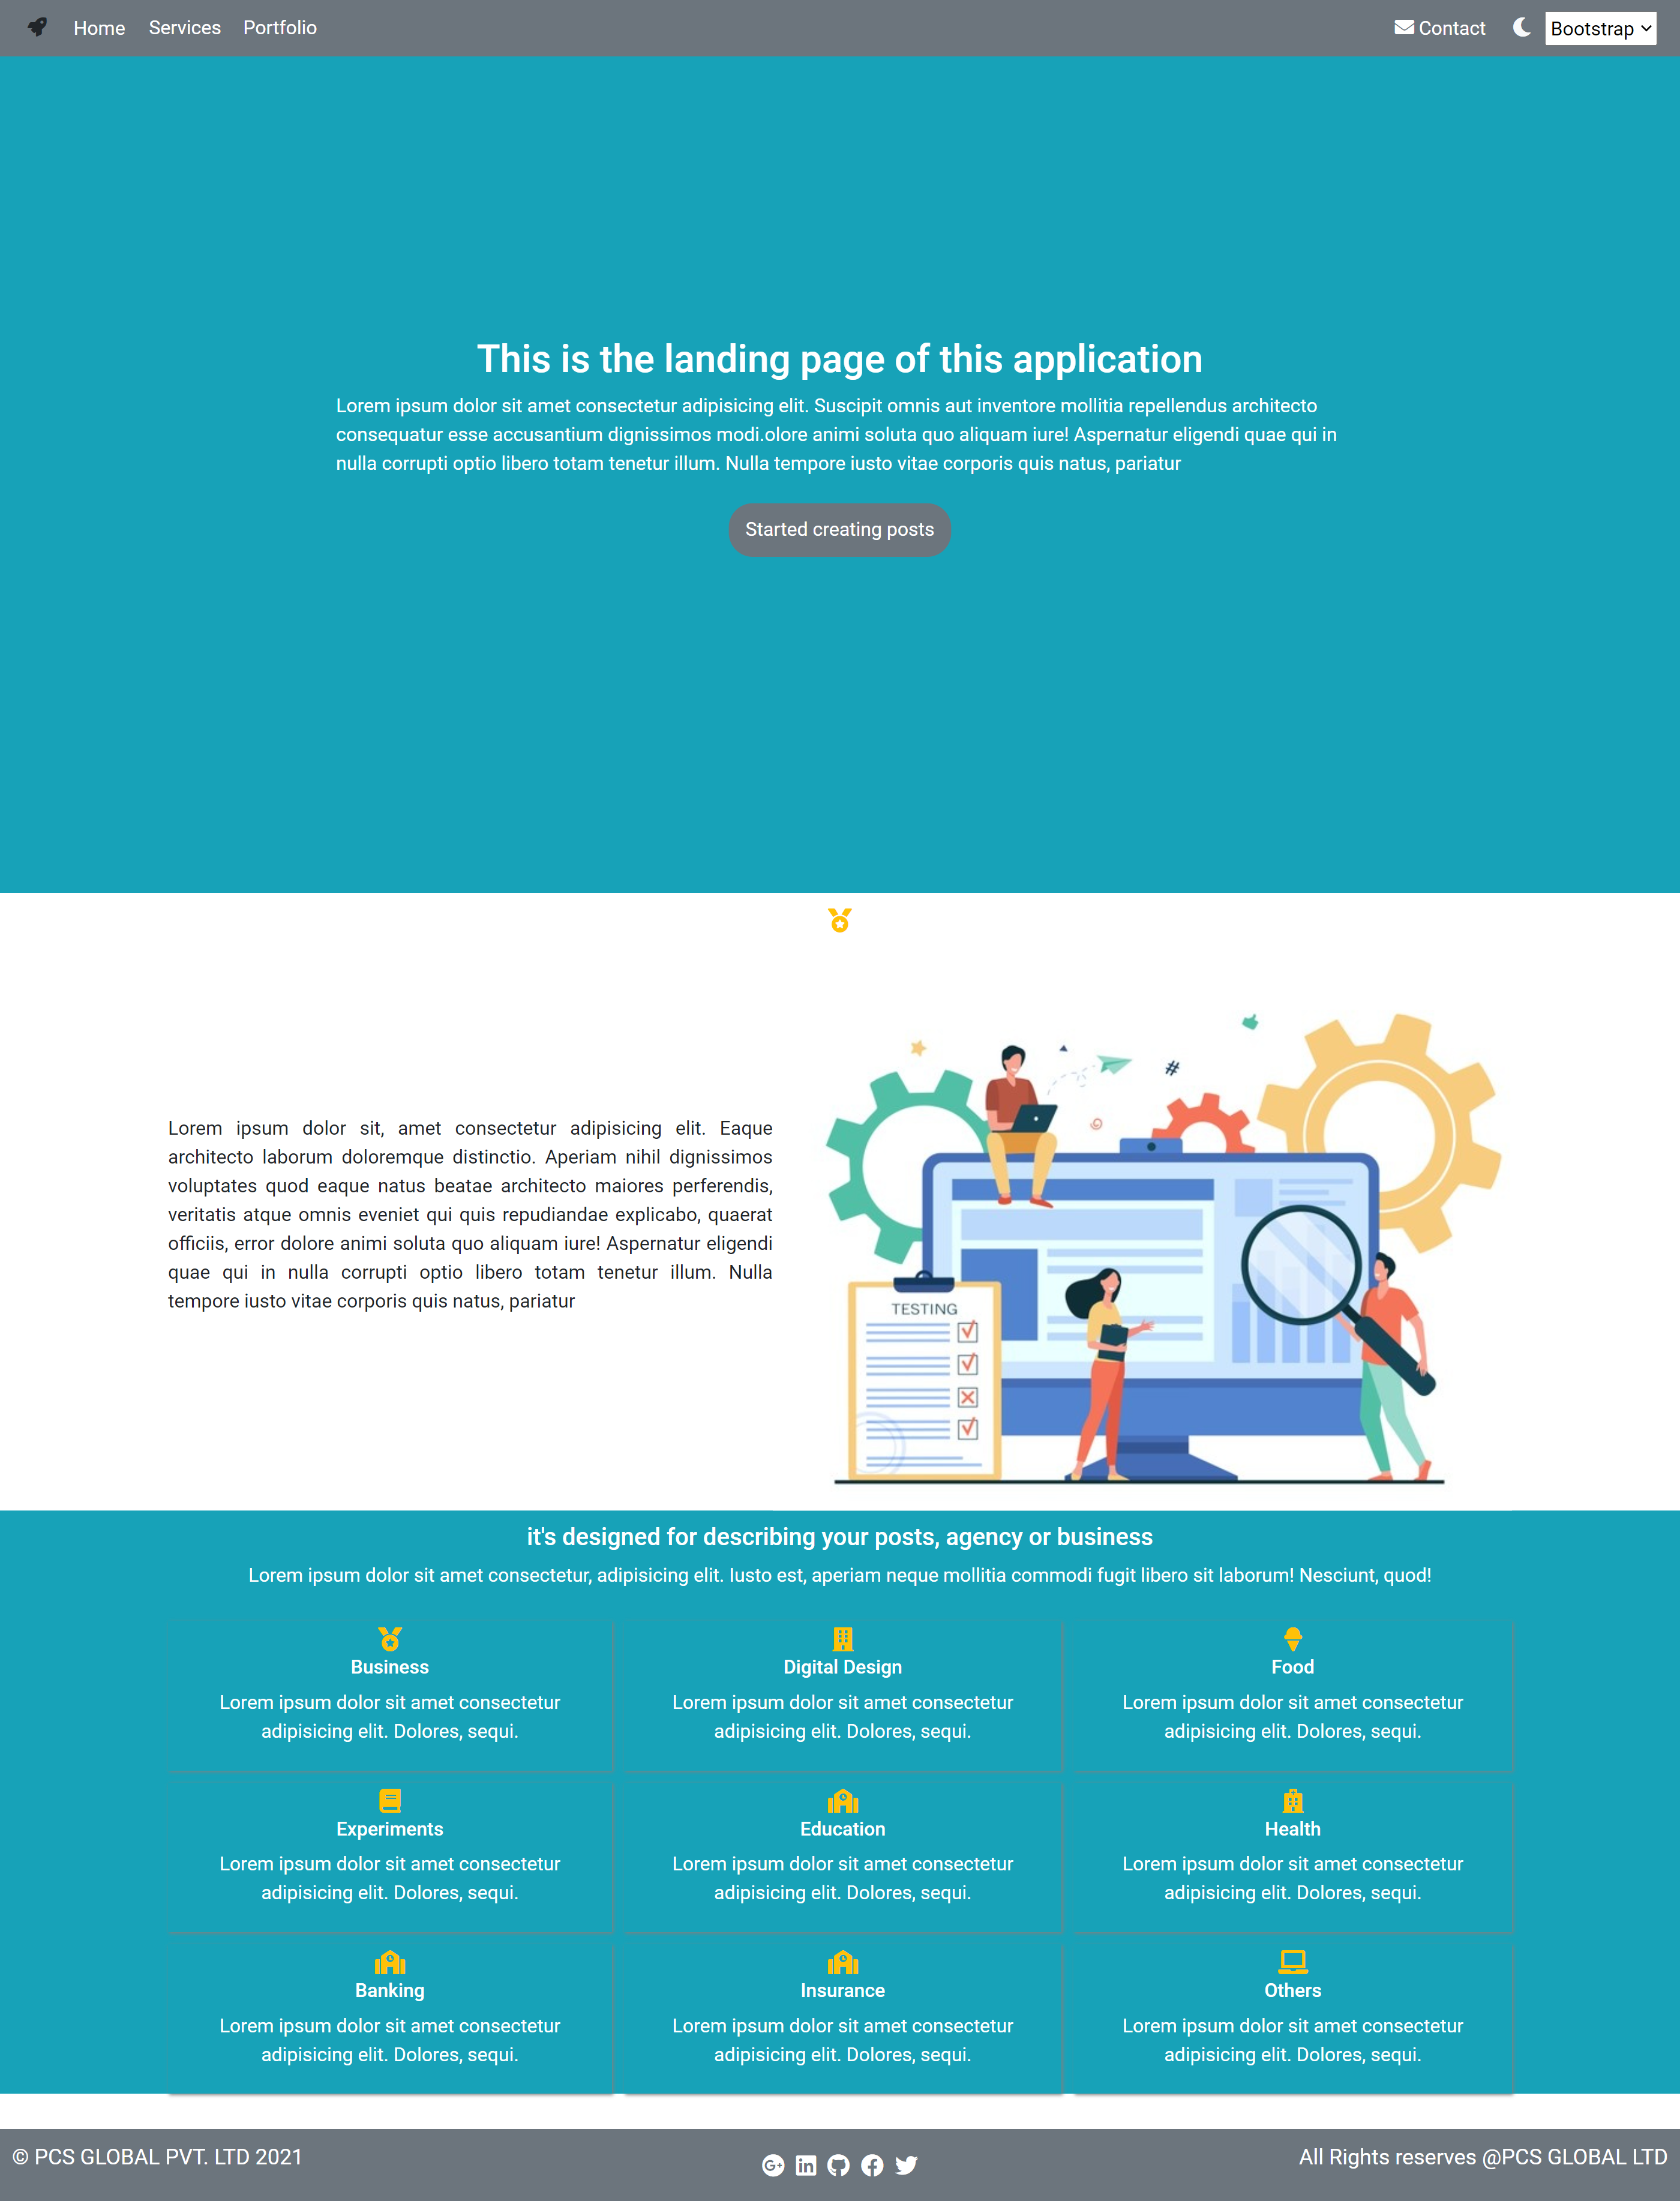 Home Services Portfolio Contact Bootstrap
This is the landing page of this application
Lorem ipsum dolor sit amet consectetur adipisicing elit. Suscipit omnis aut inventore mollitia repellendus architecto
consequatur esse accusantium dignissimos modi.olore animi soluta quo aliquam iure! Aspernatur eligendi quae qui in
nulla corrupti optio libero totam tenetur illum. Nulla tempore iusto vitae corporis quis natus, pariatur
Started creating posts
Lorem ipsum dolor sit, amet consectetur adipisicing elit. Eaque
architecto laborum doloremque distinctio. Aperiam nihil dignissimos
voluptates quod eaque natus beatae architecto maiores perferendis,
veritatis atque omnis eveniet qui quis repudiandae explicabo, quaerat
officiis, error dolore animi soluta quo aliquam iure! Aspernatur eligendi
quae qui in nulla corrupti optio libero totam tenetur illum. Nulla
tempore iusto vitae corporis quis natus, pariatur
#
TESTING
it's designed for describing your posts, agency or business
Lorem ipsum dolor sit amet consectetur, adipisicing elit. Iusto est, aperiam neque mollitia commodi fugit libero sit laborum! Nesciunt, quod!
Business
Lorem ipsum dolor sit amet consectetur
adipisicing elit. Dolores, sequi.
Digital Design
Lorem ipsum dolor sit amet consectetur
adipisicing elit. Dolores, sequi.
Food
Lorem ipsum dolor sit amet consectetur
adipisicing elit. Dolores, sequi.
Experiments
Lorem ipsum dolor sit amet consectetur
adipisicing elit. Dolores, sequi.
Education
Lorem ipsum dolor sit amet consectetur
adipisicing elit. Dolores, sequi.
Health
Lorem ipsum dolor sit amet consectetur
adipisicing elit. Dolores, sequi.
Banking
Lorem ipsum dolor sit amet consectetur
adipisicing elit. Dolores, sequi.
Insurance
Lorem ipsum dolor sit amet consectetur
adipisicing elit. Dolores, sequi.
Others
Lorem ipsum dolor sit amet consectetur
adipisicing elit. Dolores, sequi.
© PCS GLOBAL PVT. LTD 2021
All Rights reserves @PCS GLOBAL LTD